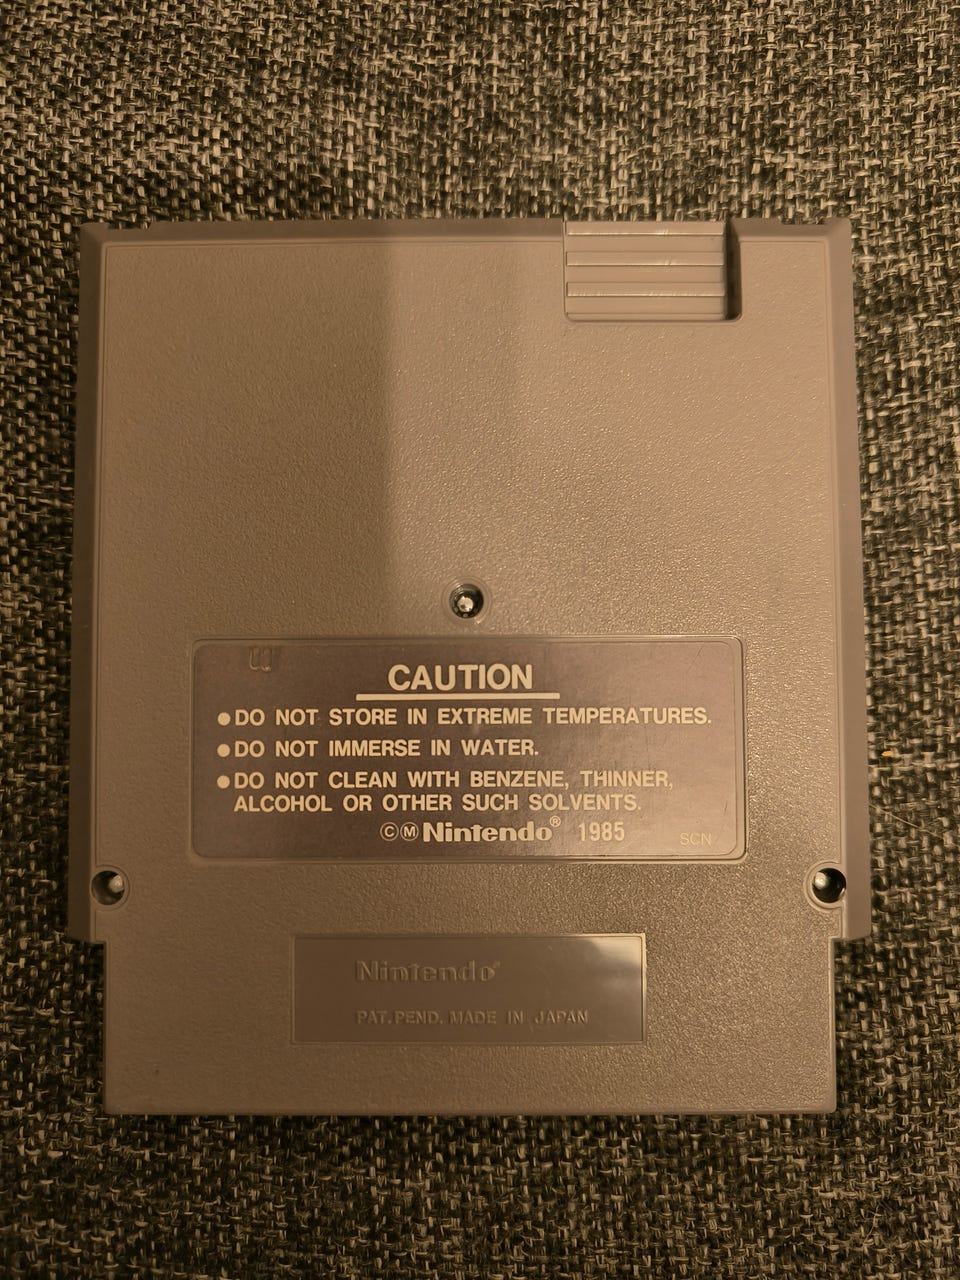 CAUTION
●DO NOT STORE IN EXTREME TEMPERATURES.
●DO NOT IMMERSE IN WATER.
●DO NOT CLEAN WITH BENZENE, THINNER,
ALCOHOL OR OTHER SUCH SOLVENTS.
ⒸⓂNintendo® 1985 SCN
Nintendo®
PAT. PEND. MADE IN JAPAN